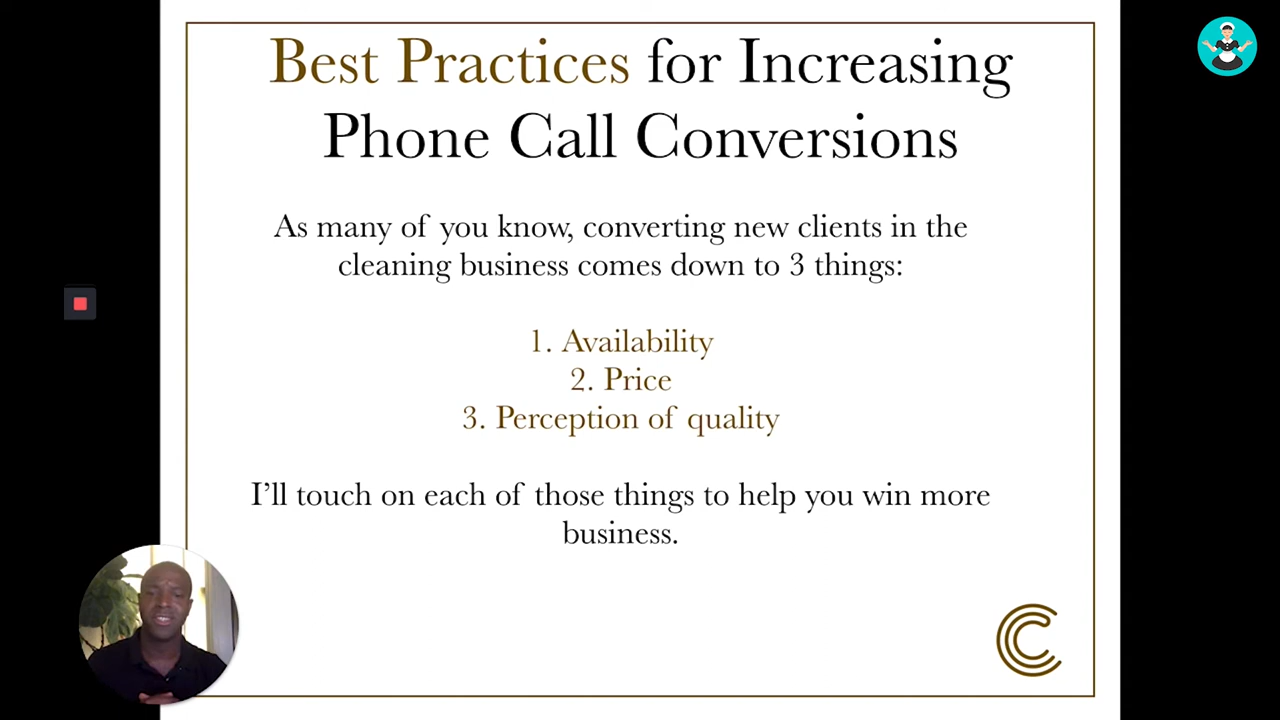 Best Practices for Increasing
Phone Call Conversions
As many of you know, converting new clients in the
cleaning business comes down to 3 things:
1. Availability
2. Price
3. Perception of quality
I’ll touch on each of those things to help you win more
business.